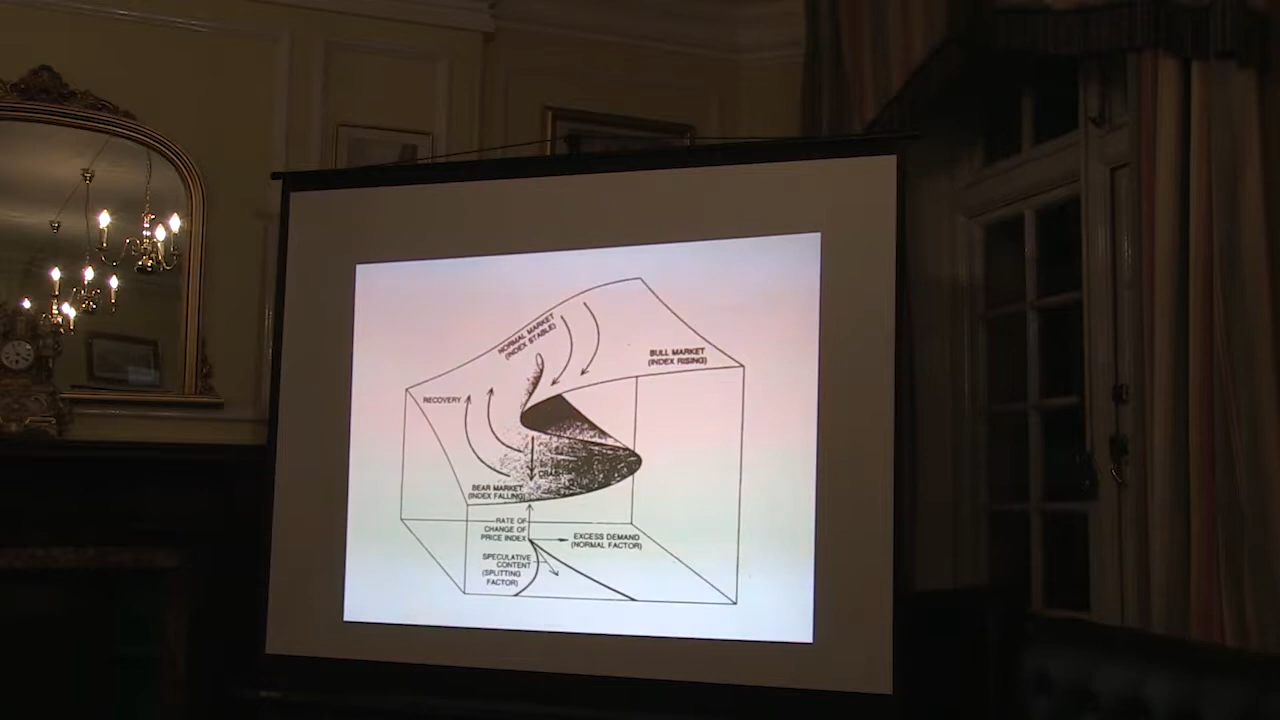 NORMAL MARKET
(INDEX STABLE)
BULL MARKET
(INDEX RISING)
RECOVERY
BEAR MARKET
(INDEX FALLING)
RATE OF
CHANGE OF
PRICE INDEX
EXCESS DEMAND
(NORMAL FACTOR)
SPECULATIVE
CONTENT
(SPLITTING
FACTOR)